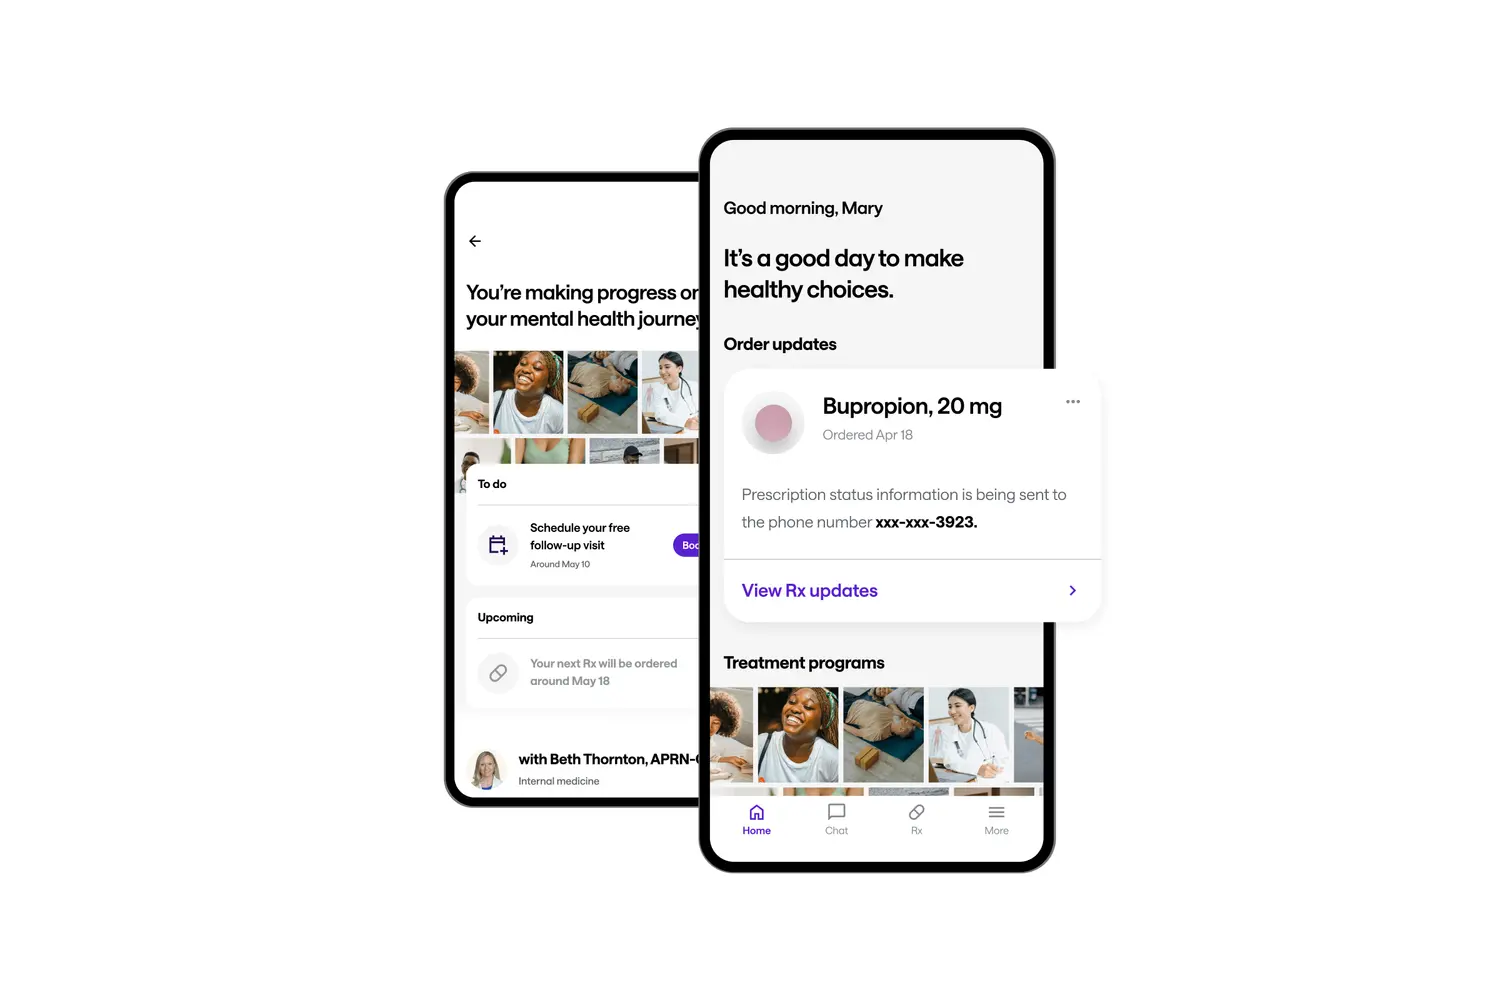 You're making progress on
your mental health journey
To do
Schedule your free
follow-up visit
Around May 10
Upcoming
Your next Rx will be ordered
around May 18
with Beth Thornton,
Internal medicine
Good morning, Mary
It's a good day to make
healthy choices.
Order updates
Bupropion, 20 mg
Ordered Apr 18
Prescription status information is being sent to
the phone number xxx-xxx-3923.
View Rx updates
Treatment programs
Home
Chat
Rx
More